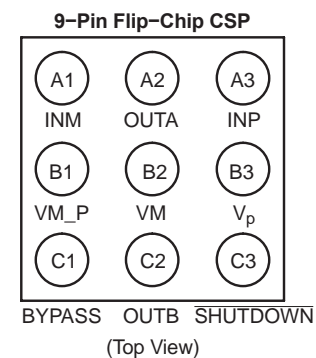 9–Pin Flip–Chip CSP
A1 A2 A3
INM OUTA INP
B1 B2 B3
VM_P VM Vp
C1 C2 C3
BYPASS OUTB SHUTDOWN
(Top View)